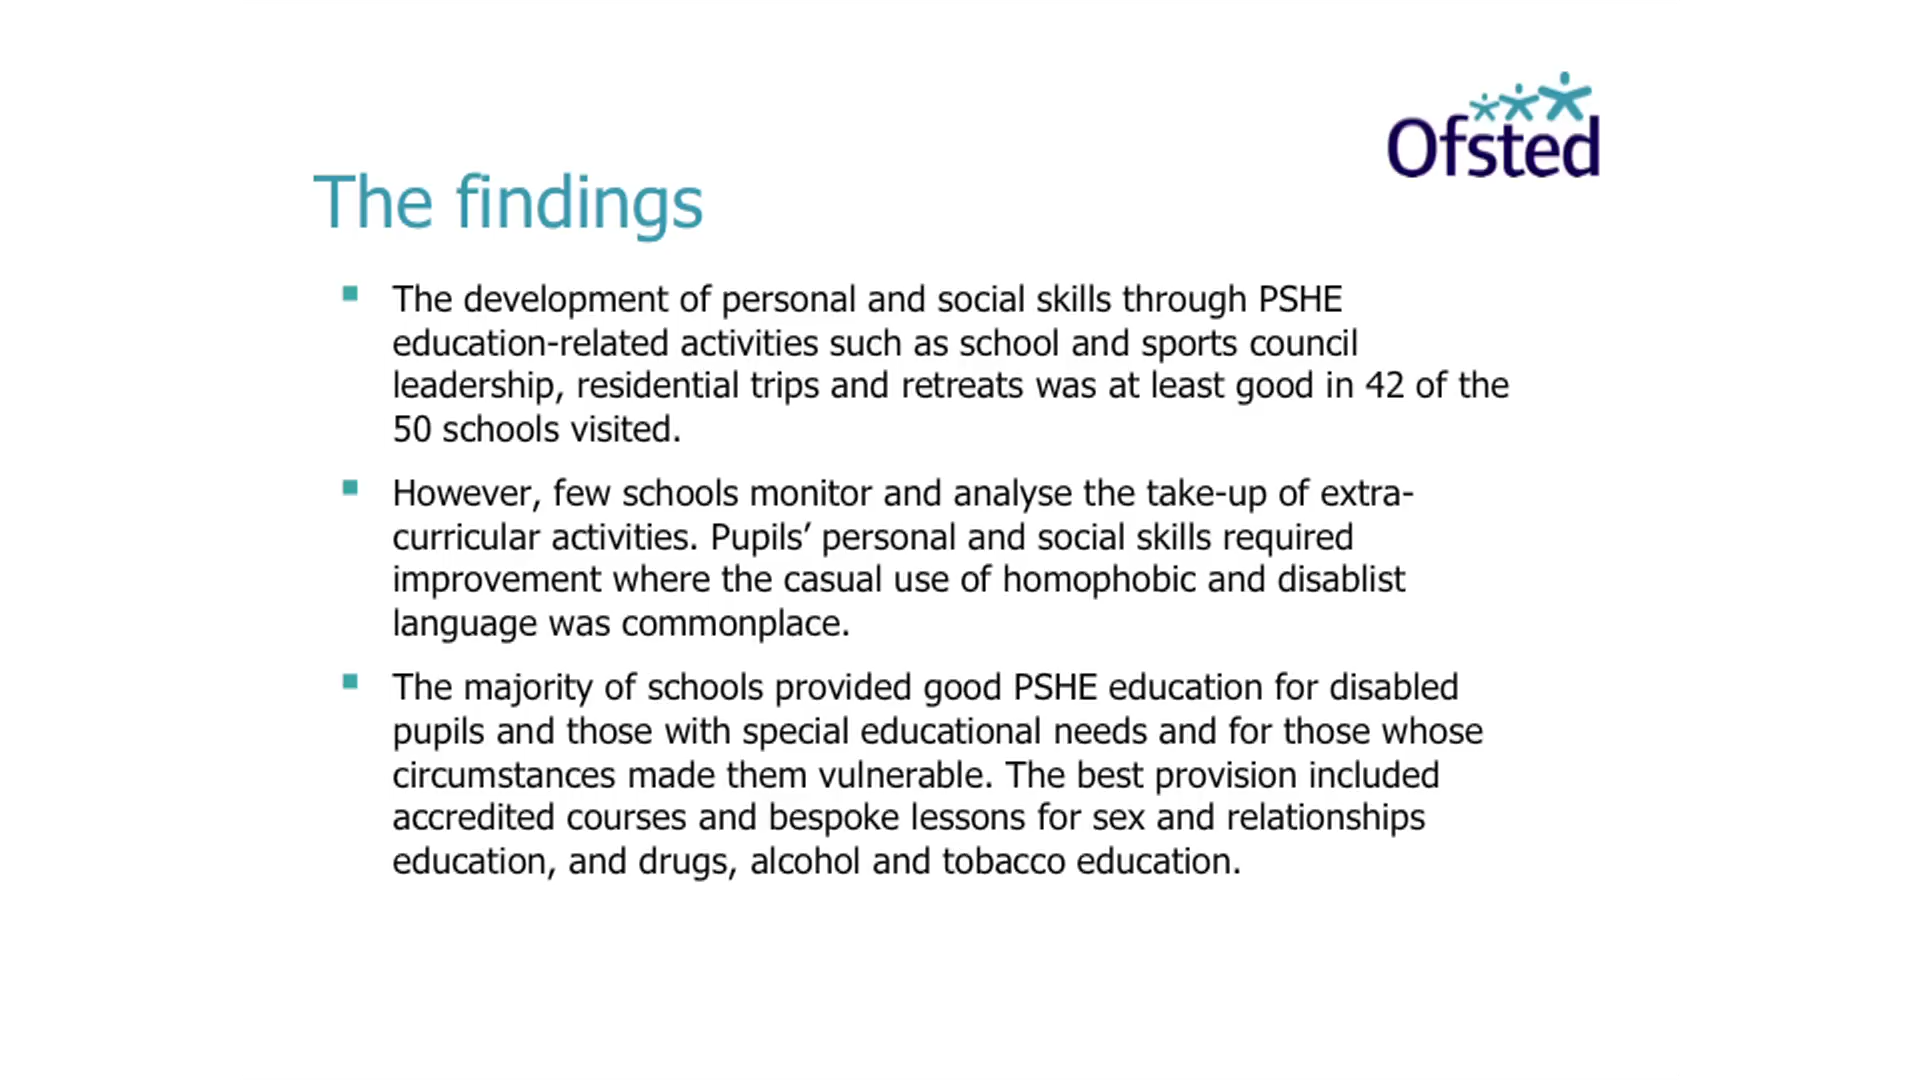 Ofsted
The findings
The development of personal and social skills through PSHE
education-related activities such as school and sports council
leadership, residential trips and retreats was at least good in 42 of the
50 schools visited.
However, few schools monitor and analyse the take-up of extra-
curricular activities. Pupils’ personal and social skills required
improvement where the casual use of homophobic and disablist
language was commonplace.
The majority of schools provided good PSHE education for disabled
pupils and those with special educational needs and for those whose
circumstances made them vulnerable. The best provision included
accredited courses and bespoke lessons for sex and relationships
education, and drugs, alcohol and tobacco education.